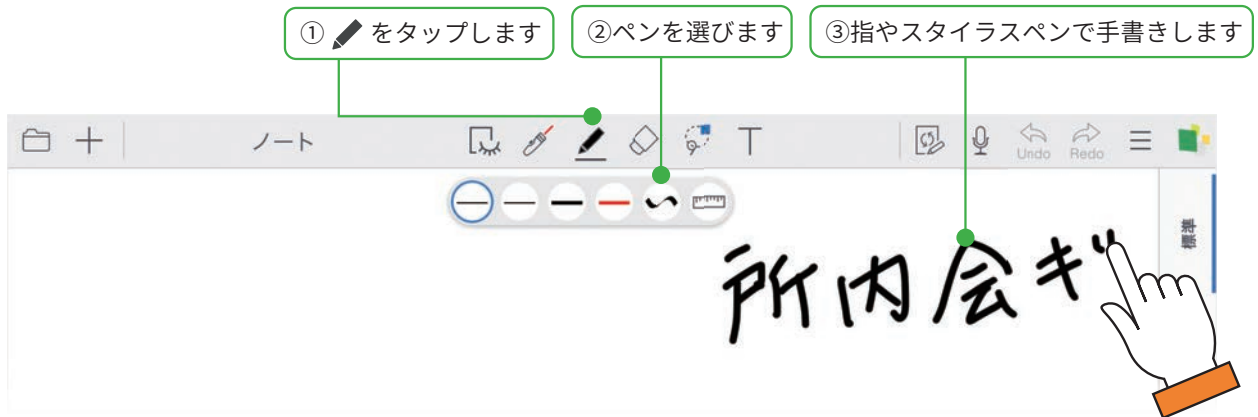 ① をタップします
②ペンを選びます
③指やスタイラスペンで手書きします
ノート
T
Undo
Redo
標準
所内会ギ